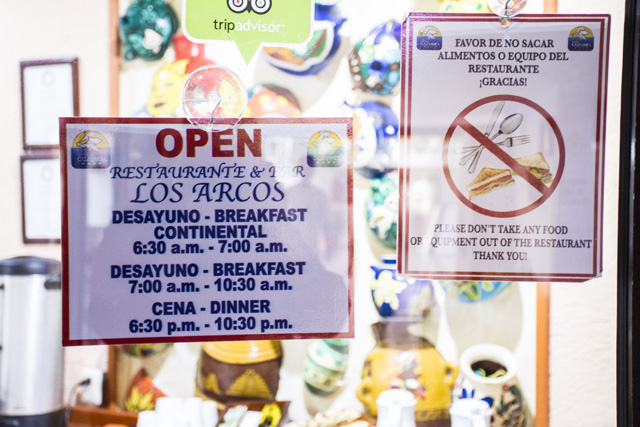 tripadvisor
OPEN
RESTAURANTE & BAR
LOS ARCOS
DESAYUNO - BREAKFAST
CONTINENTAL
6:30 a.m. - 7:00 a.m.
DESAYUNO - BREAKFAST
7:00 a.m. - 10:30 a.m.
CENA - DINNER
6:30 p.m. - 10:30 p.m.
FAVOR DE NO SACAR
ALIMENTOS O EQUIPO DEL
RESTAURANTE
¡GRACIAS!
PLEASE DON'T TAKE ANY FOOD
OR EQUIPMENT OUT OF THE RESTAURANT
THANK YOU!